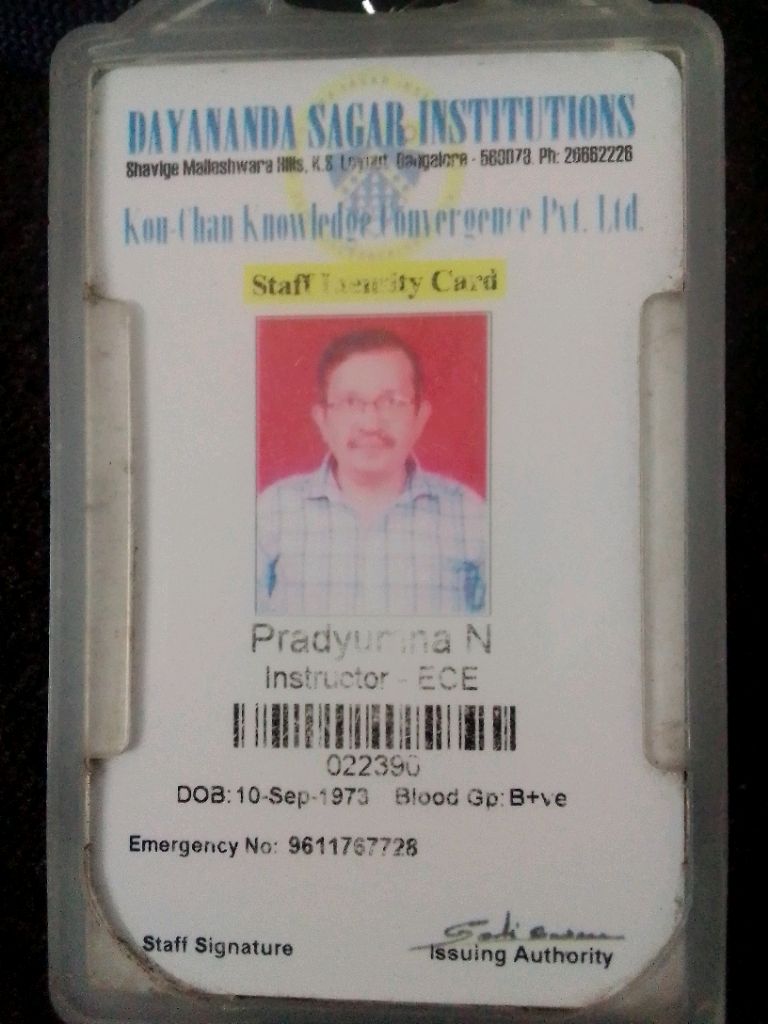 DAYANANDA SAGAR INSTITUTIONS
Shavige Malleshwara Hills, K.S. Layout, Bangalore - 560078. Ph: 26662226
Kon-Chan Knowledge Convergence Pvt. Ltd.
Staff Identity Card
Pradyumna N
Instructor - ECE
022390
DOB: 10-Sep-1973 Blood Gp: B+ve
Emergency No: 9611767728
Staff Signature
Issuing Authority